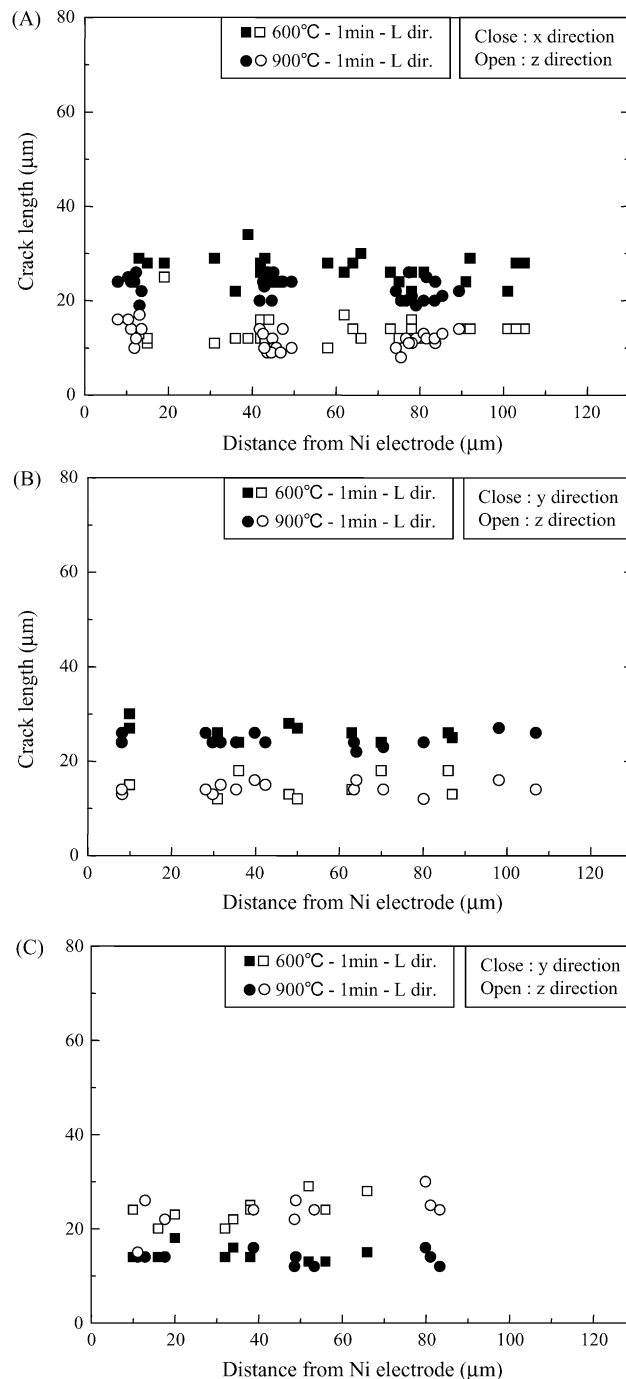 (A)
80
60
40
20
0
0 20 40 60 80 100 120
Crack length (μm)
Distance from Ni electrode (μm)
600℃ - 1min - L dir.
900℃ - 1min - L dir.
Close : x direction
Open : z direction
(B)
80
60
40
20
0
0 20 40 60 80 100 120
Crack length (μm)
Distance from Ni electrode (μm)
600℃ - 1min - L dir.
900℃ - 1min - L dir.
Close : y direction
Open : z direction
(C)
80
60
40
20
0
0 20 40 60 80 100 120
Crack length (μm)
Distance from Ni electrode (μm)
600℃ - 1min - L dir.
900℃ - 1min - L dir.
Close : y direction
Open : z direction